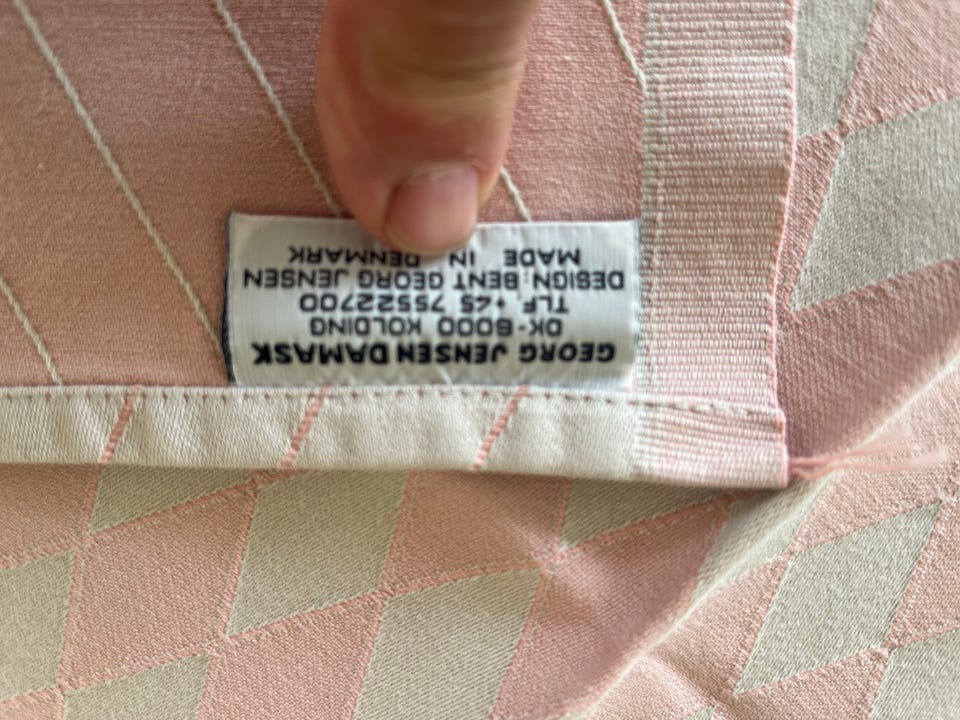 GEORG JENSEN DAMASK
DK-6000 KOLDING
TLF +45 75522700
DESIGN: BENT GEORG JENSEN
MADE IN DENMARK